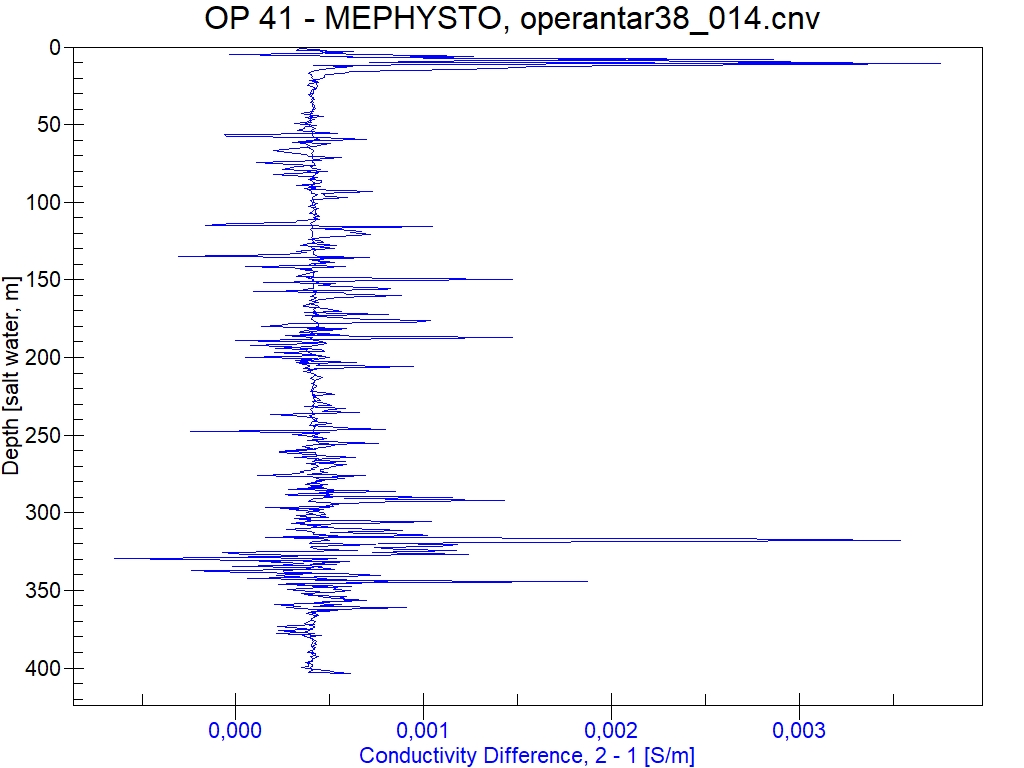 OP 41 - MEPHYSTO, operantar38_014.cnv
0
50
100
150
200
250
300
350
400
Depth [salt water, m]
0,000 0,001 0,002 0,003
Conductivity Difference, 2 - 1 [S/m]